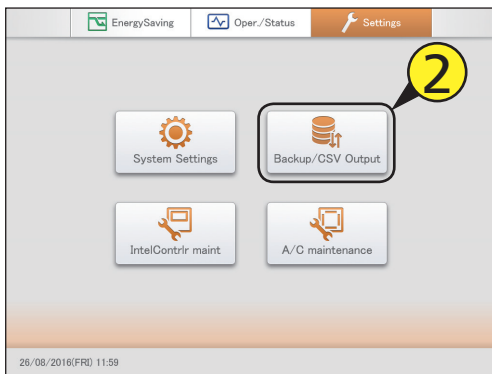 EnergySaving Oper./Status Settings
2
System Settings Backup/CSV Output
IntelContrlr maint A/C maintenance
26/08/2016(FRI) 11:59